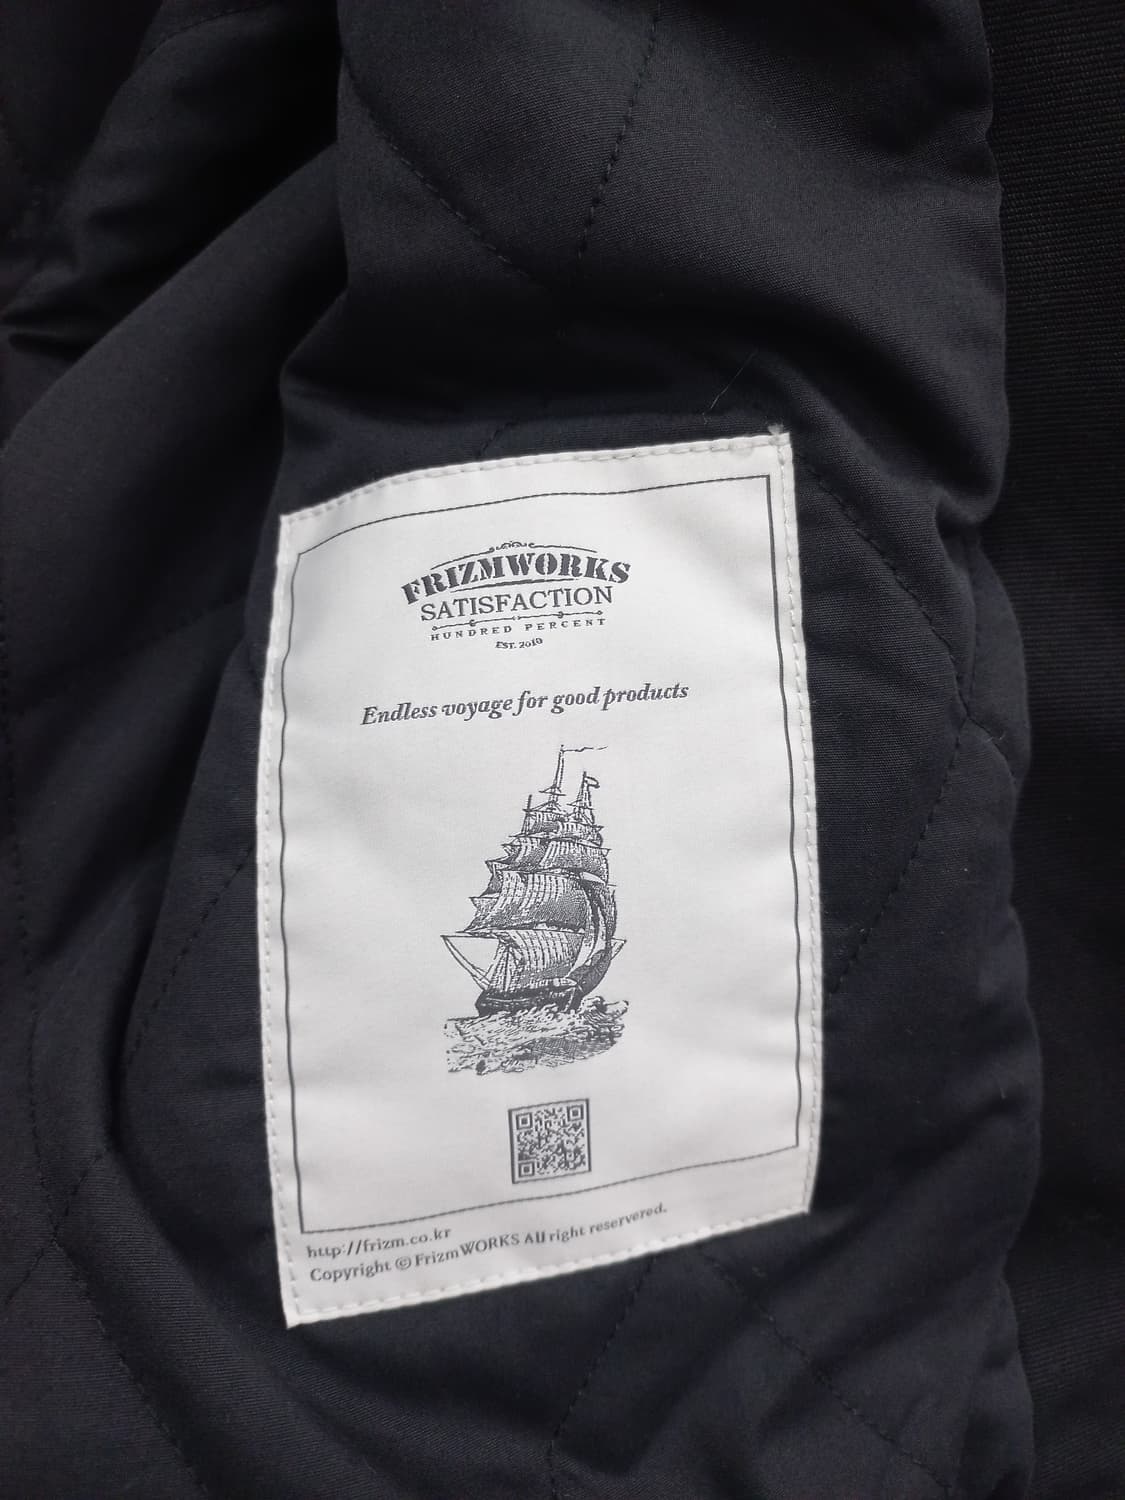 FRIZMWORKS
SATISFACTION
HUNDRED PERCENT
EST. 2010
Endless voyage for good products
http://frizm.co.kr
Copyright © FrizmWORKS All right reservered.